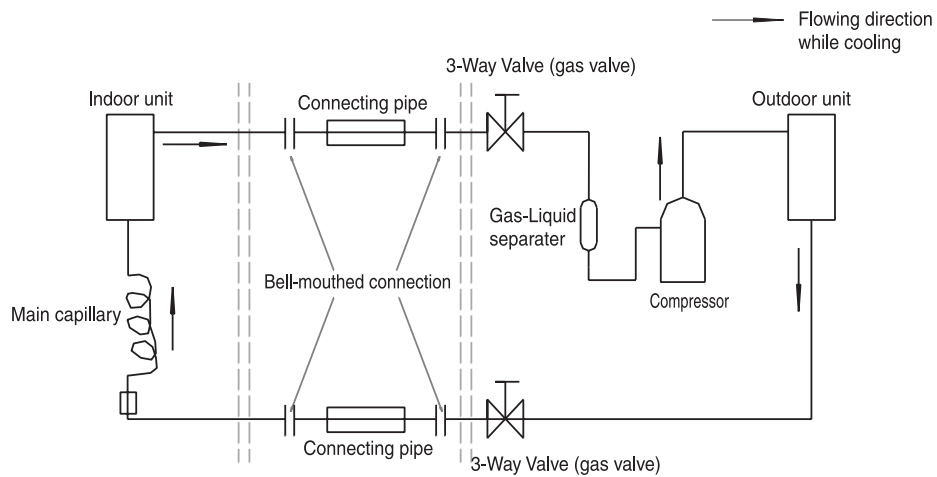 Flowing direction
while cooling
3-Way Valve (gas valve)
Indoor unit
Connecting pipe
Outdoor unit
Gas-Liquid
separater
Bell-mouthed connection
Compressor
Main capillary
Connecting pipe
3-Way Valve (gas valve)